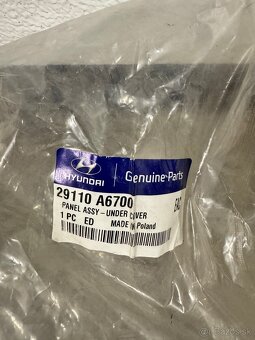 HYUNDAI
Genuine Parts
29110 A6700
PANEL ASSY-UNDER COVER
1 PC ED MADE IN Poland